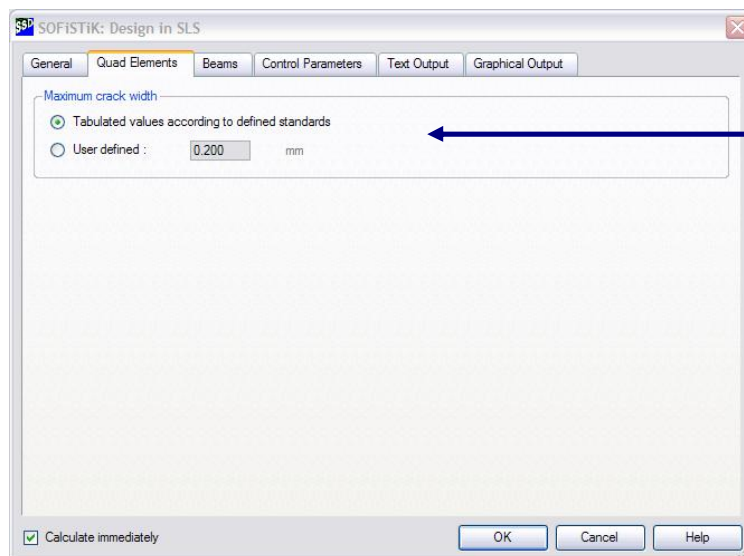 SSD SOFiSTiK: Design in SLS
General Quad Elements Beams Control Parameters Text Output Graphical Output
Maximum crack width
Tabulated values according to defined standards
User defined : 0.200 mm
Calculate immediately OK Cancel Help